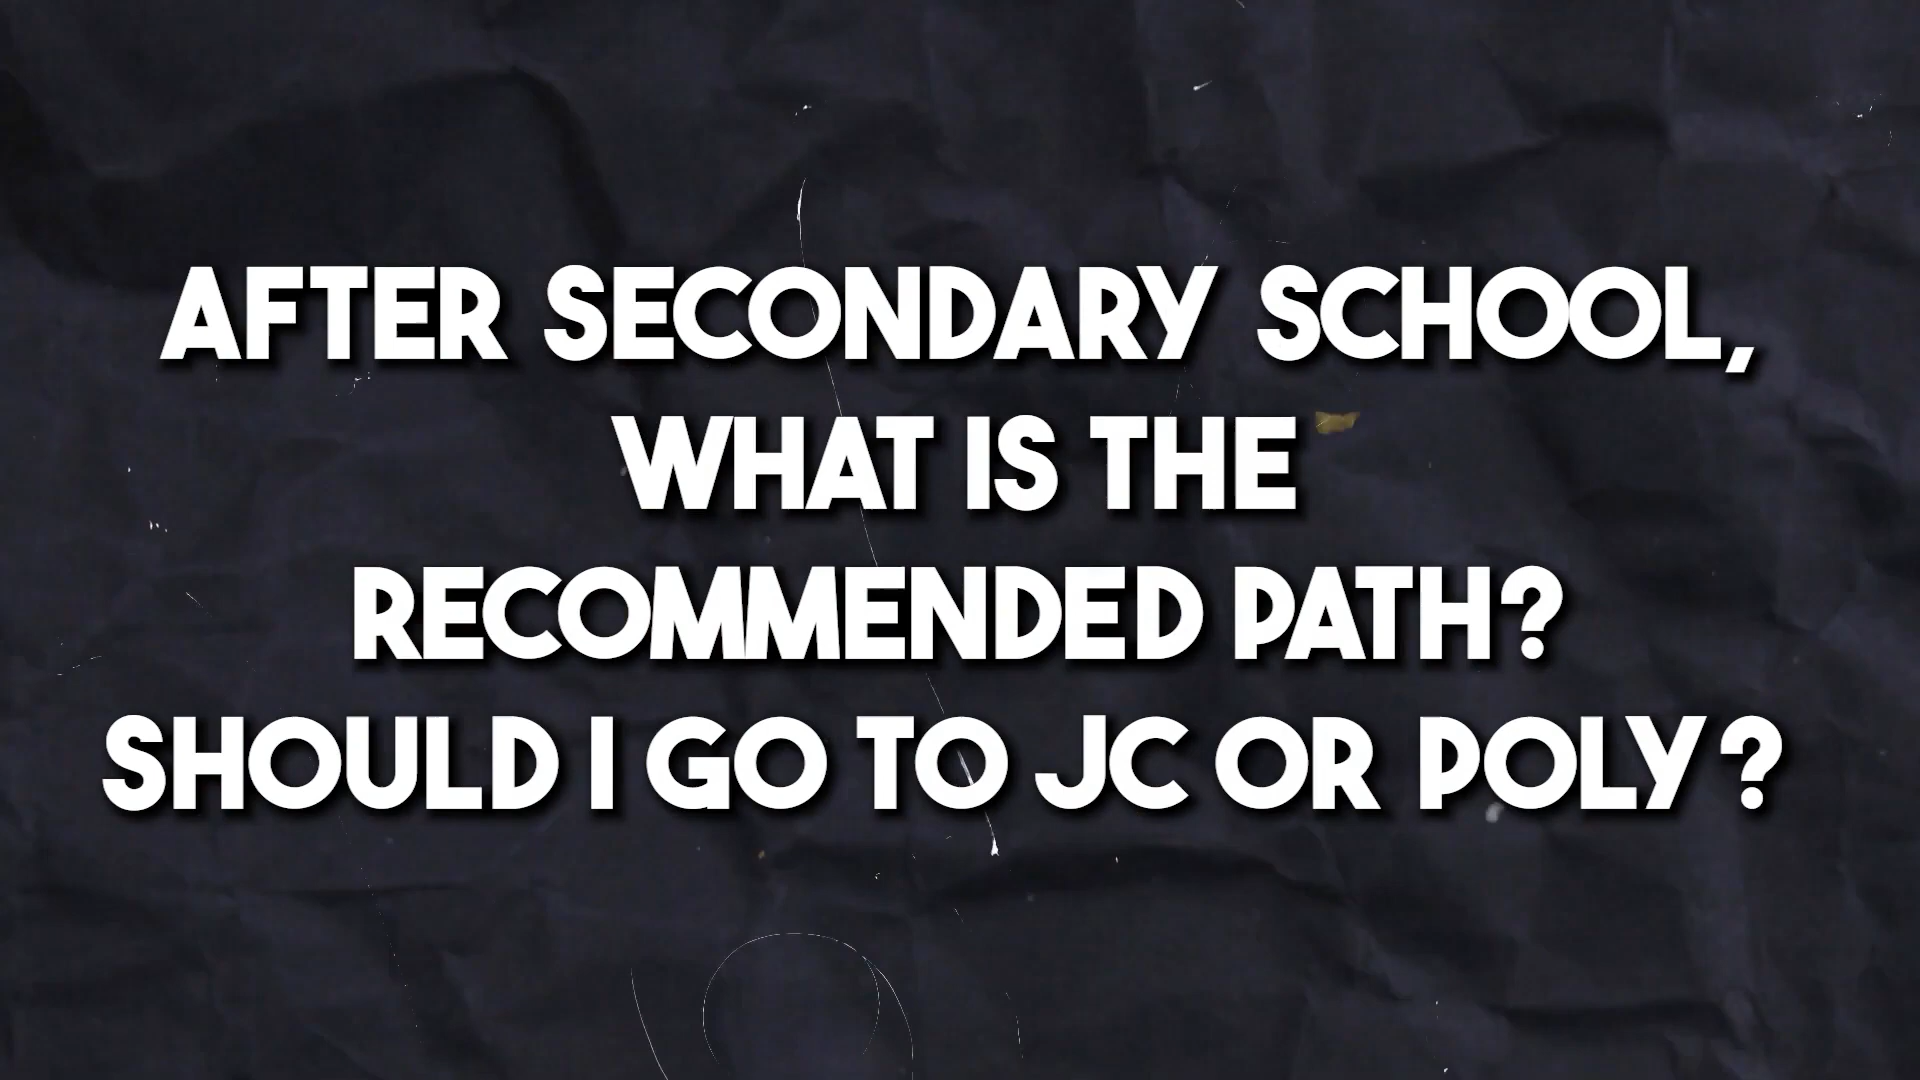 AFTER SECONDARY SCHOOL,
WHAT IS THE
RECOMMENDED PATH?
SHOULD I GO TO JC OR POLY?